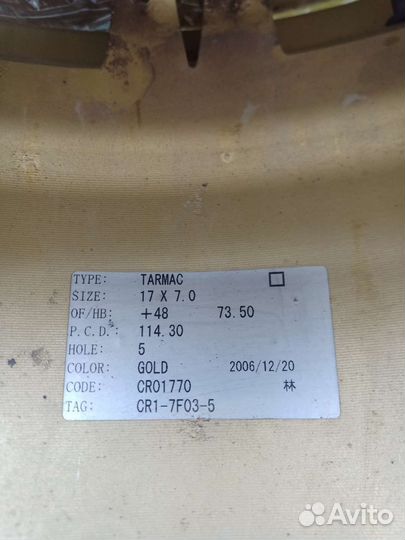 TYPE: TARMAC □
SIZE: 17 X 7.0
OF/HB: +48 73.50
P.C.D.: 114.30
HOLE: 5
COLOR: GOLD 2006/12/20
CODE: CR01770 林
TAG: CR1-7F03-5
Avito